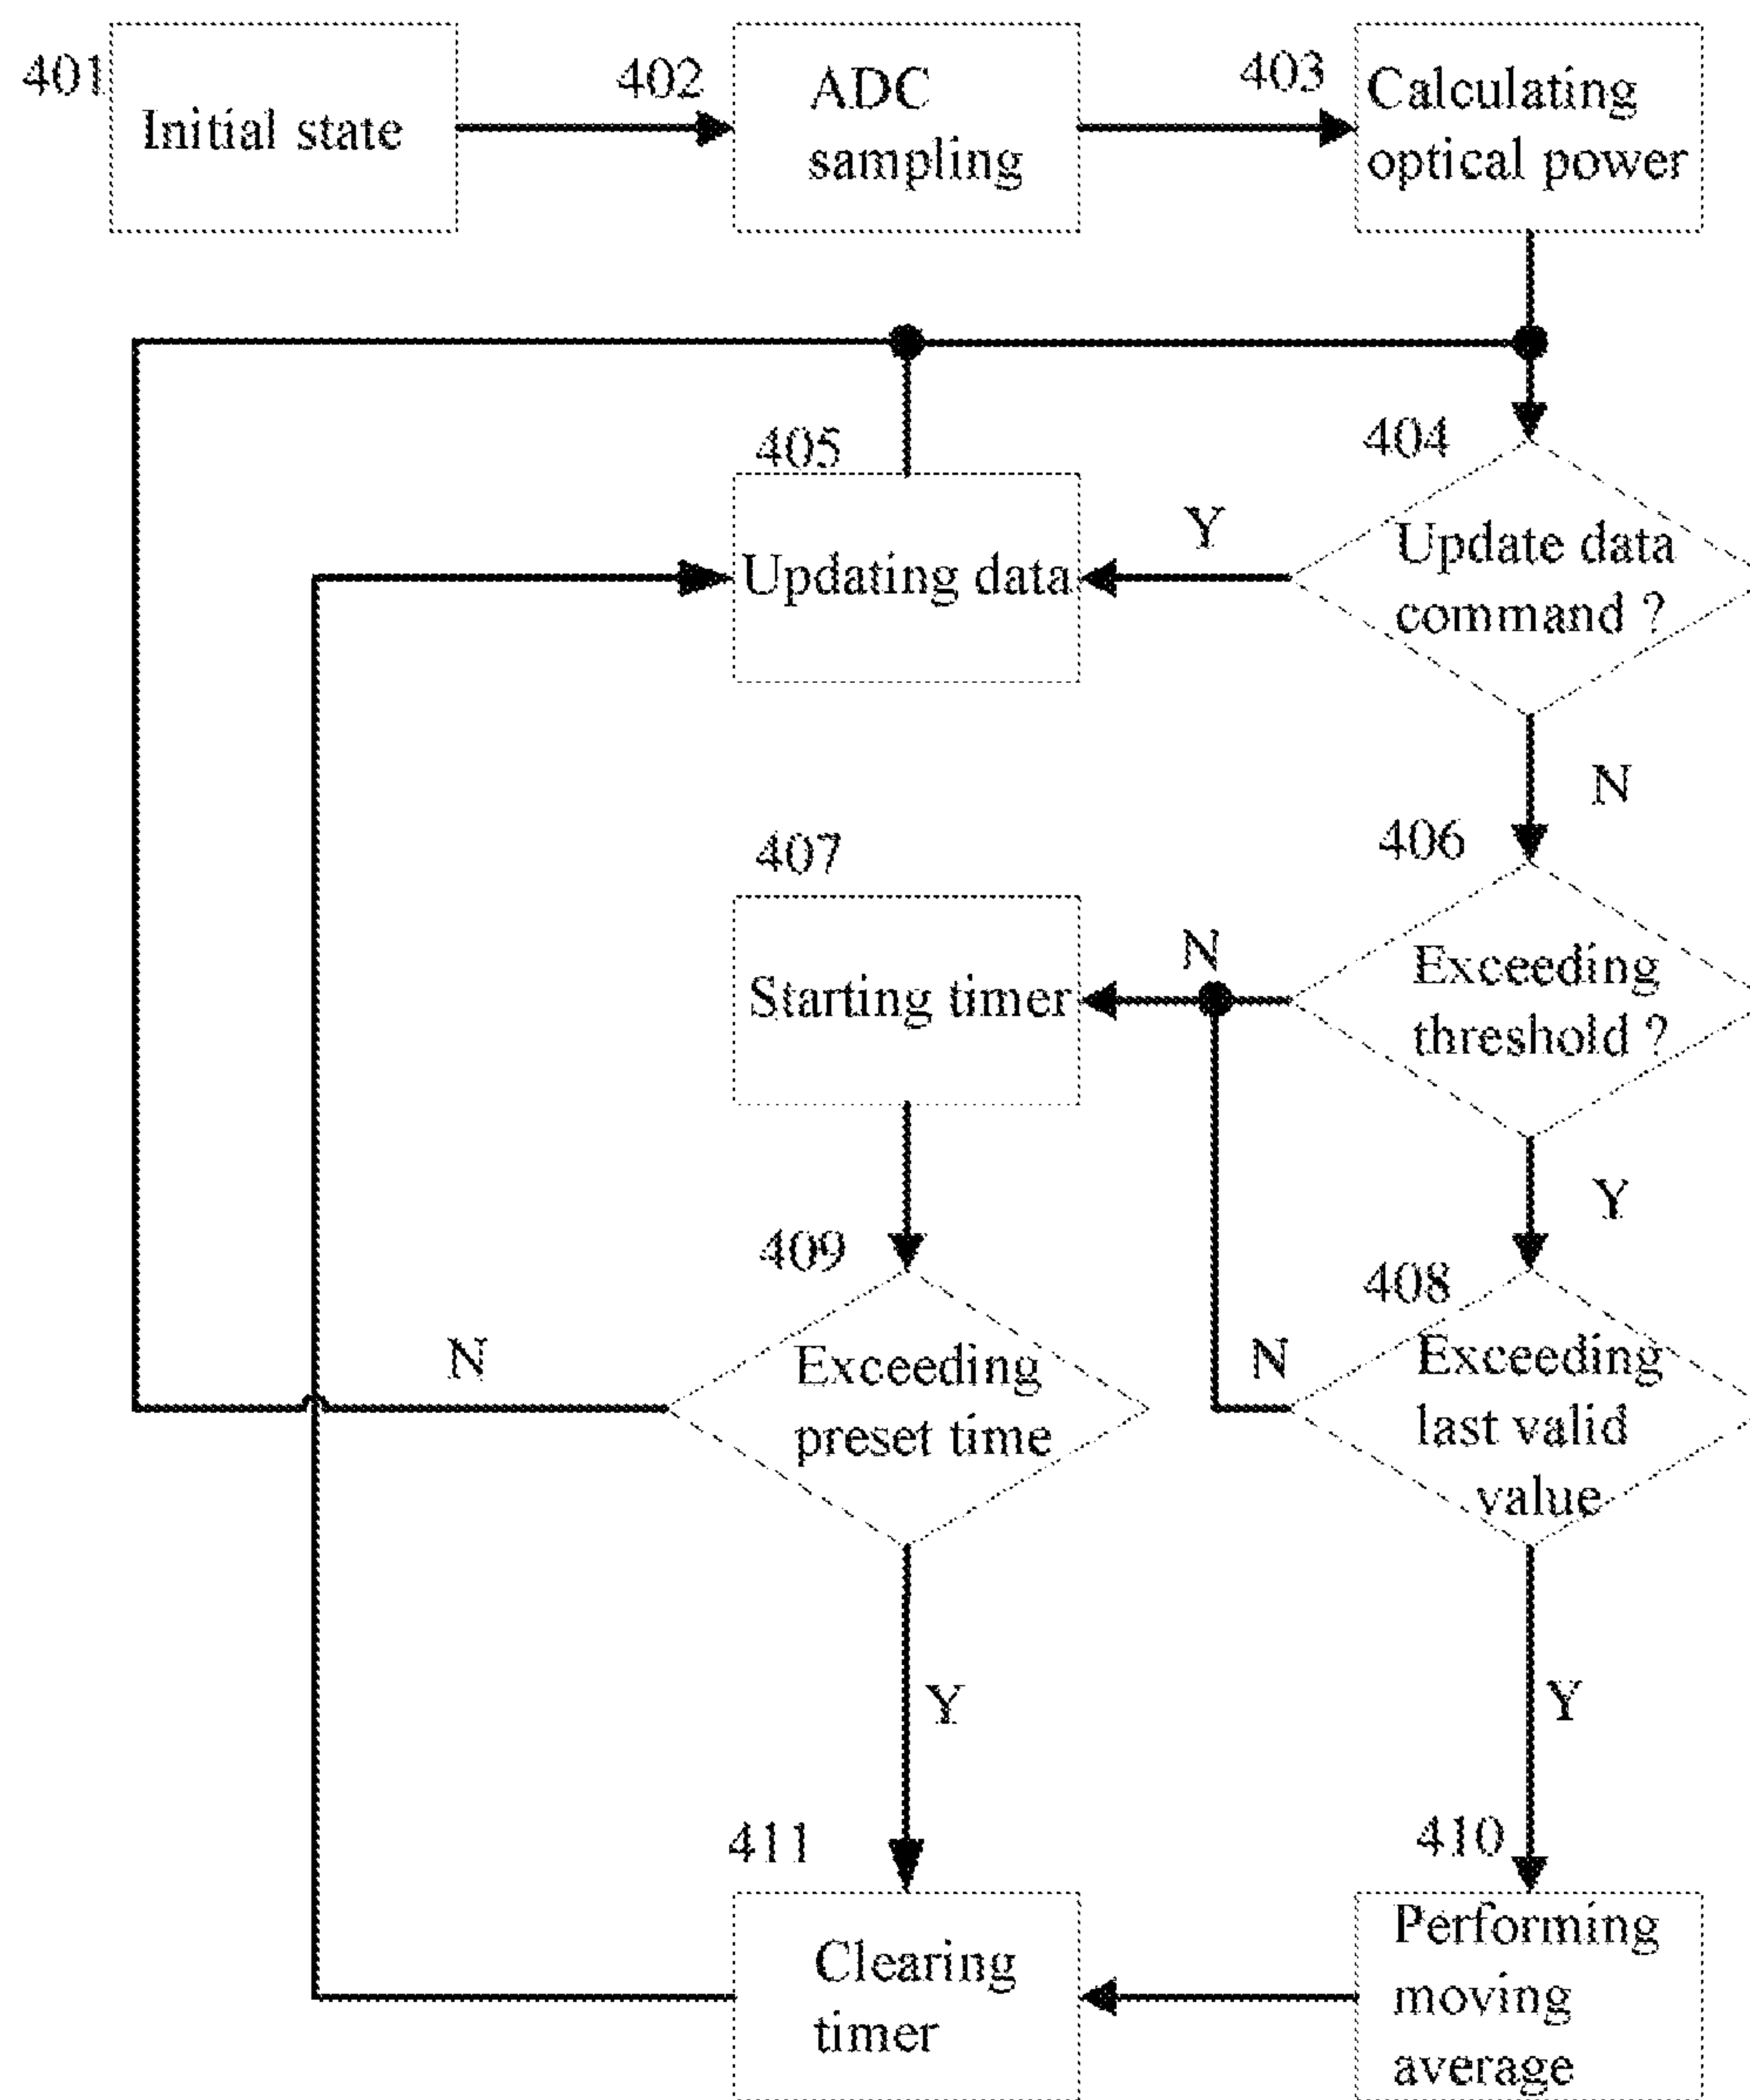 401
Initial state
402
ADC
sampling
403
Calculating
optical power
404
Update data
command ?
Y
405
Updating data
N
406
Exceeding
threshold ?
N
407
Starting timer
Y
408
Exceeding
last valid
value
N
409
Exceeding
preset time
N
Y
Y
410
Performing
moving
average
411
Clearing
timer